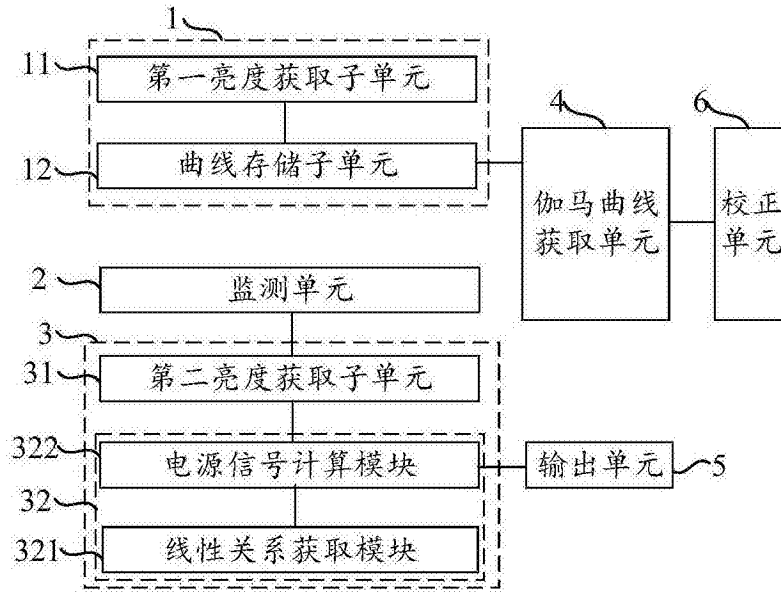 1
11
第一亮度获取子单元
12
曲线存储子单元
4
伽马曲线
获取单元
6
校正
单元
2
监测单元
3
31
第二亮度获取子单元
322
电源信号计算模块
输出单元
5
32
321
线性关系获取模块